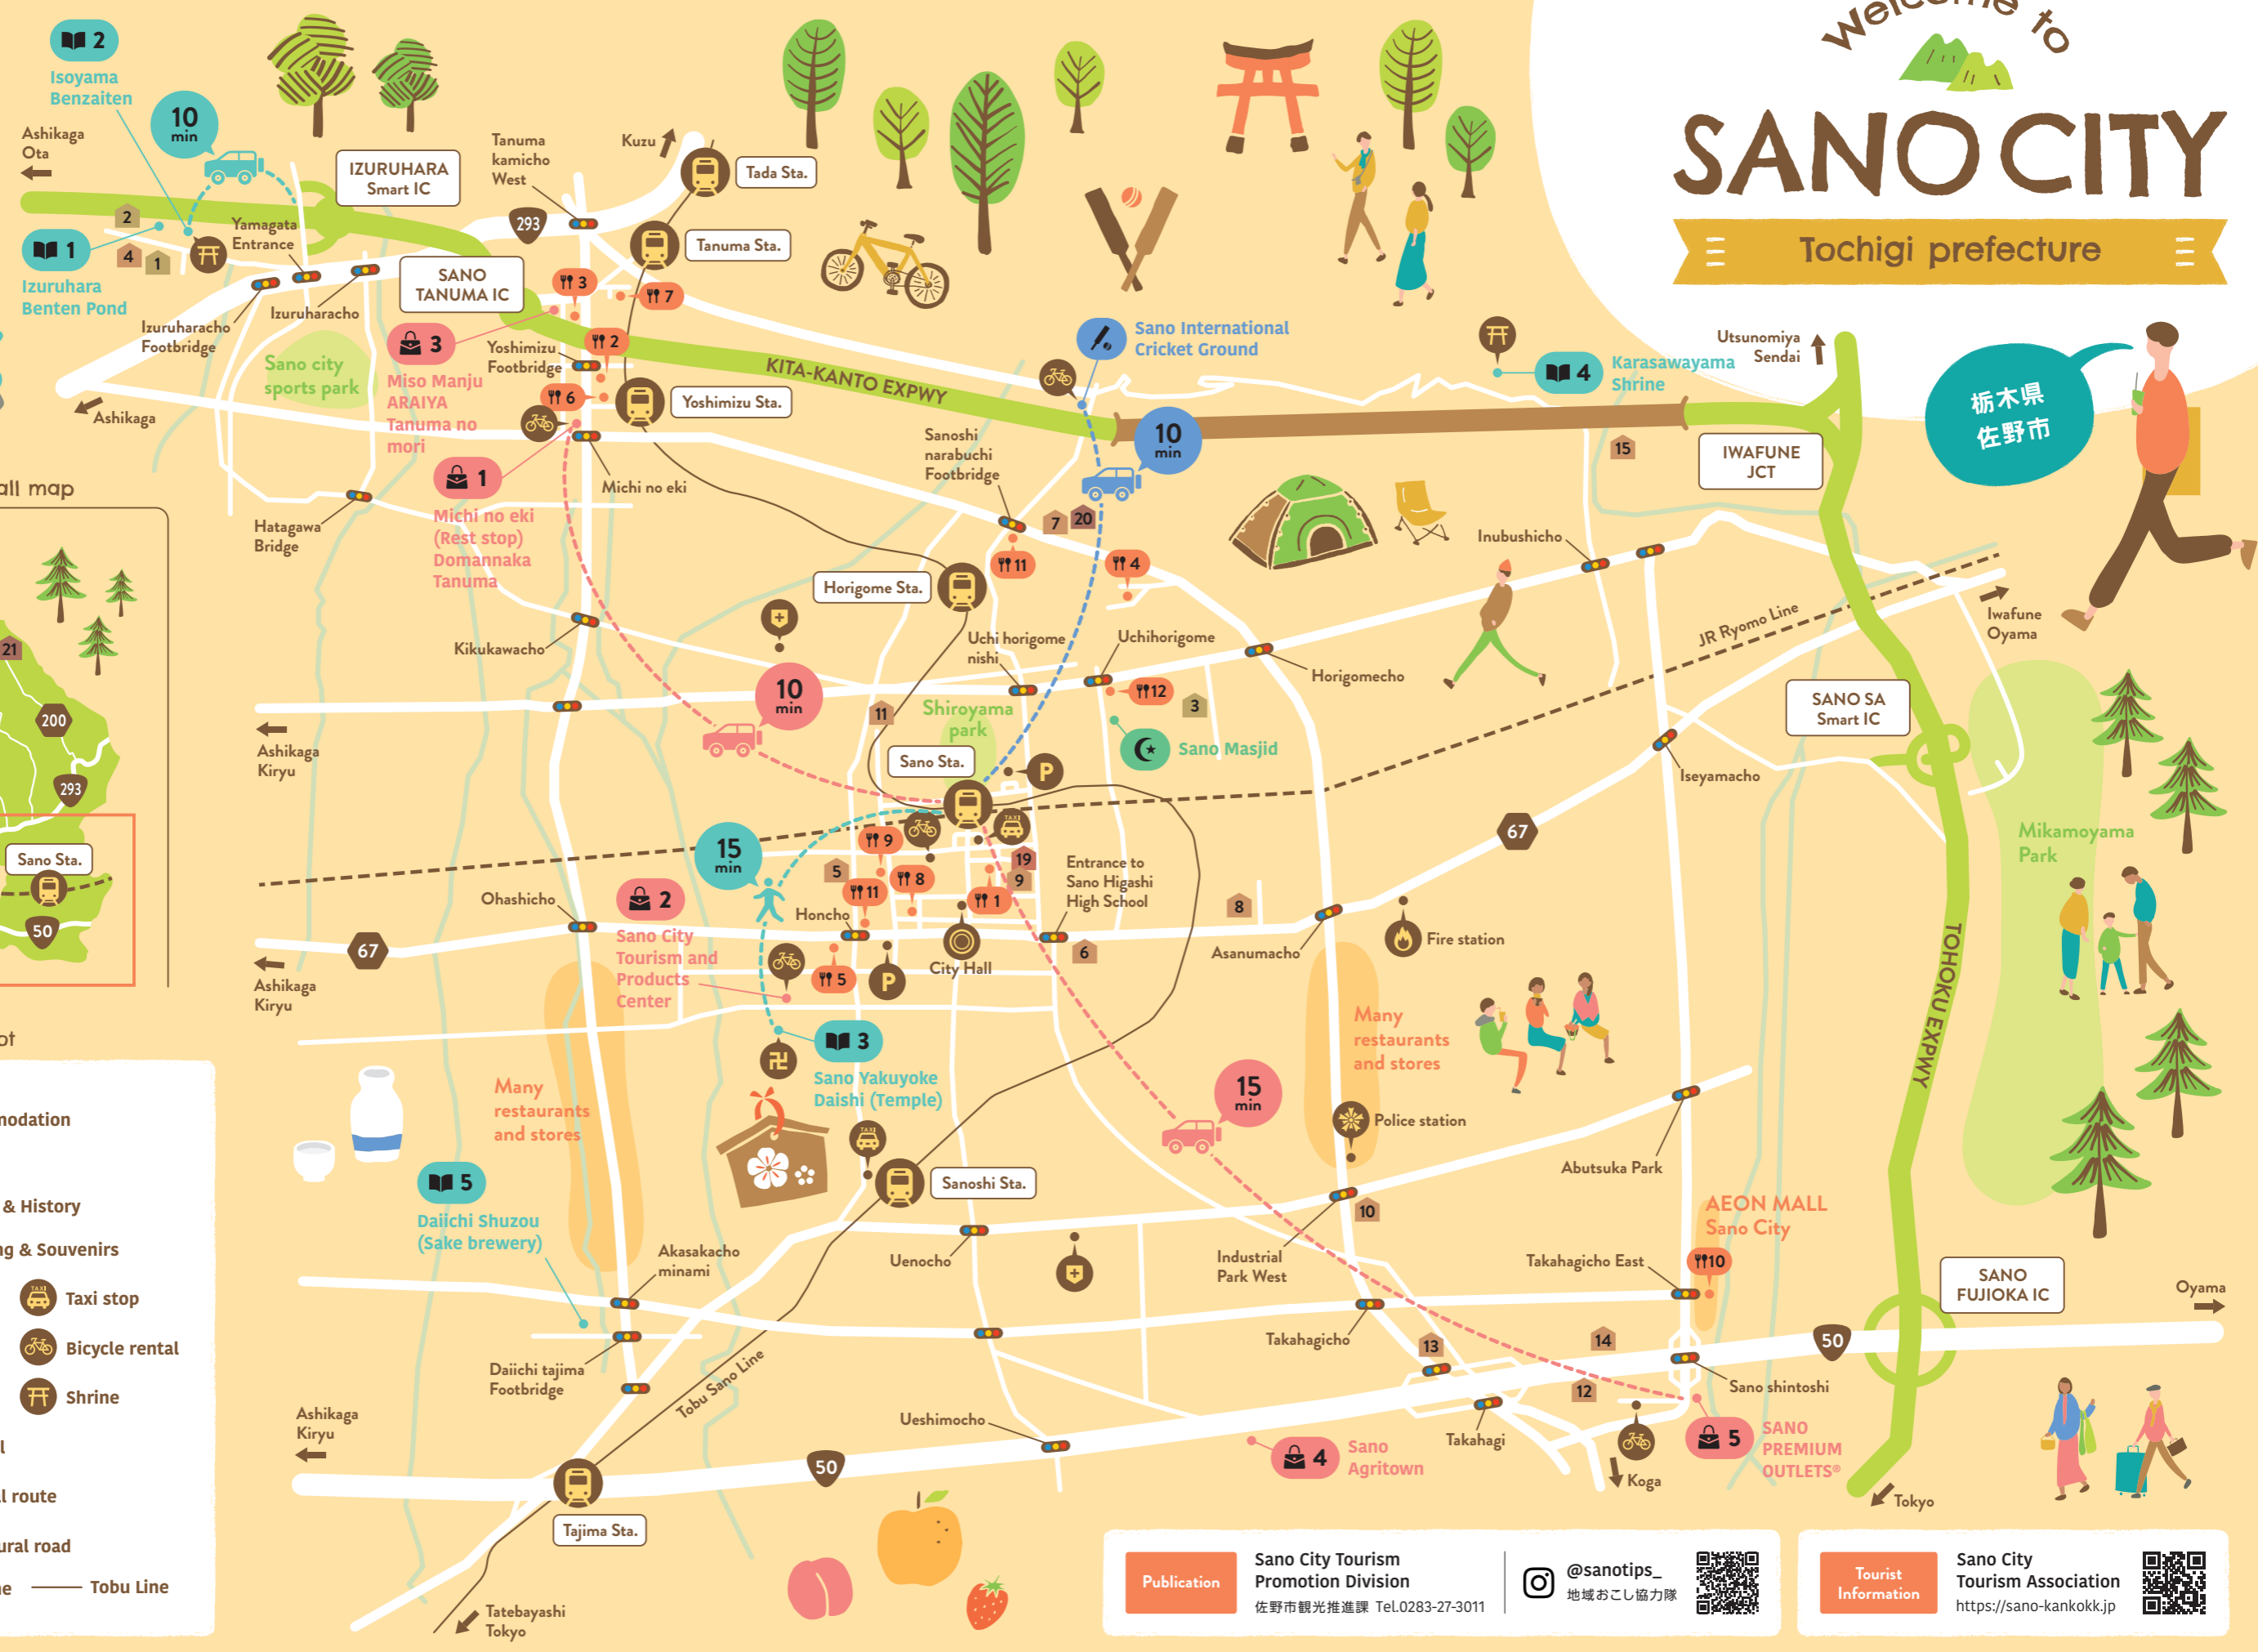 Welcome to
SANO CITY
Tochigi prefecture
栃木県
佐野市
2
Isoyama
Benzaiten
10
min
Ashikaga
Ota
IZURUHARA
Smart IC
Tanuma
kamicho
West
Kuzu
Tada Sta.
293
Tanuma Sta.
2
1
4
1
Yamagata
Entrance
Izuruhara
Benten Pond
SANO
TANUMA IC
3
7
Izuruharacho
Footbridge
Izuruharacho
Sano city
sports park
3
Miso Manju
ARAIYA
Tanuma no
mori
Yoshimizu
Footbridge
2
6
Yoshimizu Sta.
KITA-KANTO EXPWY
Sano International
Cricket Ground
4
Karasawayama
Shrine
Utsunomiya
Sendai
Ashikaga
10
min
Sanoshi
narabuchi
Footbridge
15
IWAFUNE
JCT
1
Michi no eki
Michi no eki
(Rest stop)
Domannaka
Tanuma
Hatagawa
Bridge
all map
7
20
11
4
Inubushicho
Horigome Sta.
Iwafune
Oyama
JR Ryomo Line
21
Kikukawacho
Uchi horigome
nishi
Uchihorigome
Horigomecho
12
3
10
min
11
Shiroyama
park
Sano Masjid
SANO SA
Smart IC
200
Ashikaga
Kiryu
Sano Sta.
P
Iseyamacho
293
TAXI
67
Mikamoyama
Park
15
min
9
5
11
8
19
9
1
Entrance to
Sano Higashi
High School
Sano Sta.
50
Ohashicho
2
Honcho
8
67
Sano City
Tourism and
Products
Center
5
P
City Hall
6
Asanumacho
Fire station
TOHOKU EXPWY
Ashikaga
Kiryu
Many
restaurants
and stores
3
Sano Yakuyoke
Daishi (Temple)
Many
restaurants
and stores
15
min
Police station
TAXI
Abutsuka Park
5
Daiichi Shuzou
(Sake brewery)
Sanoshi Sta.
10
AEON MALL
Sano City
Uenocho
Akasakacho
minami
Industrial
Park West
Takahagicho East
10
SANO
FUJIOKA IC
Oyama
Takahagicho
13
14
50
Daiichi tajima
Footbridge
Tobu Sano Line
12
Sano shintoshi
Ashikaga
Kiryu
Ueshimocho
4
Sano
Agritown
Takahagi
5
SANO
PREMIUM
OUTLETS®
50
Koga
Tokyo
Tajima Sta.
Tatebayashi
Tokyo
ot
modation
& History
ng & Souvenirs
TAXI
Taxi stop
Bicycle rental
Shrine
l
l route
ural road
ne
Tobu Line
Publication
Sano City Tourism
Promotion Division
佐野市観光推進課 Tel.0283-27-3011
@sanotips_
地域おこし協力隊
Tourist
Information
Sano City
Tourism Association
https://sano-kankokk.jp